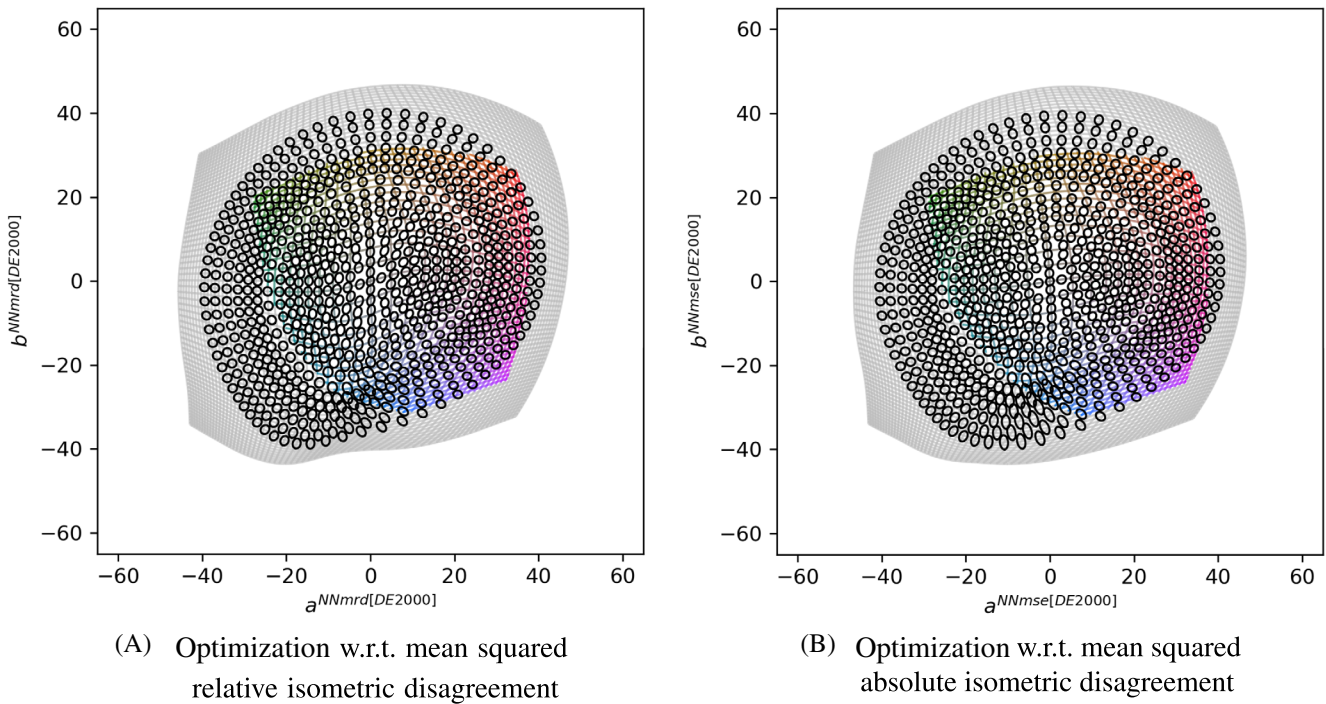 60
40
20
0
−20
−40
−60
b^NNmrd[DE2000]
−60 −40 −20 0 20 40 60
a^NNmrd[DE2000]
(A) Optimization w.r.t. mean squared
relative isometric disagreement
60
40
20
0
−20
−40
−60
b^NNmse[DE2000]
−60 −40 −20 0 20 40 60
a^NNmse[DE2000]
(B) Optimization w.r.t. mean squared
absolute isometric disagreement